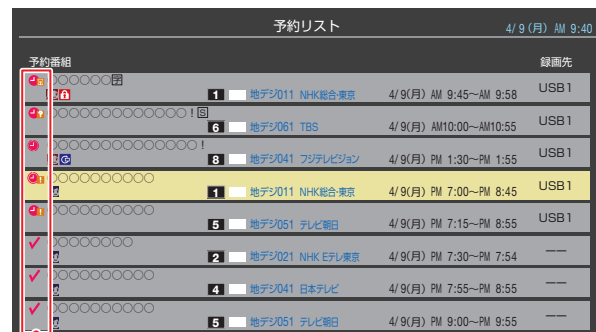 予約リスト 4/ 9 (月) AM 9:40
予約番組 録画先
○○○○○○字
1 地デジ011 NHK総合・東京 4/ 9(月) AM 9:45~AM 9:58 USB1
○○○○○○○○○○○○○!S
6 地デジ061 TBS 4/ 9(月) AM10:00~AM10:55 USB1
○○○○○○○○○○○○○○!
8 地デジ041 フジテレビジョン 4/ 9(月) PM 1:30~PM 1:55 USB1
○○○○○○○○○○
1 地デジ011 NHK総合・東京 4/ 9(月) PM 7:00~PM 8:45 USB1
○○○○○○○○○○
5 地デジ051 テレビ朝日 4/ 9(月) PM 7:15~PM 8:55 USB1
○○○○○○○○
2 地デジ021 NHK Eテレ東京 4/ 9(月) PM 7:30~PM 7:54 ーー
○○○○○○○○○○
4 地デジ041 日本テレビ 4/ 9(月) PM 7:55~PM 8:55 ーー
○○○○○○○○○○
5 地デジ051 テレビ朝日 4/ 9(月) PM 9:00~PM 9:55 ーー